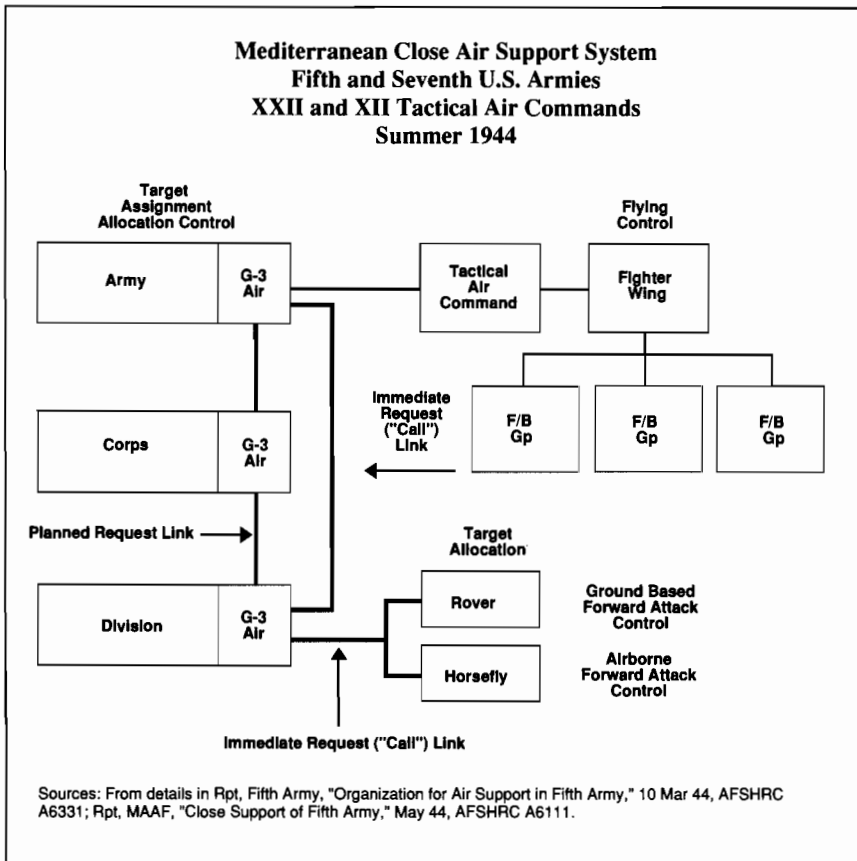 Mediterranean Close Air Support System
Fifth and Seventh U.S. Armies
XXII and XII Tactical Air Commands
Summer 1944
Target
Assignment
Allocation Control
Flying
Control
Army
G-3
Air
Tactical
Air
Command
Fighter
Wing
Immediate
Request
("Call")
Link
F/B
Gp
F/B
Gp
F/B
Gp
Corps
G-3
Air
Planned Request Link
Target
Allocation
Division
G-3
Air
Rover
Ground Based
Forward Attack
Control
Horsefly
Airborne
Forward Attack
Control
Immediate Request ("Call") Link
Sources: From details in Rpt, Fifth Army, "Organization for Air Support in Fifth Army," 10 Mar 44, AFSHRC
A6331; Rpt, MAAF, "Close Support of Fifth Army," May 44, AFSHRC A6111.